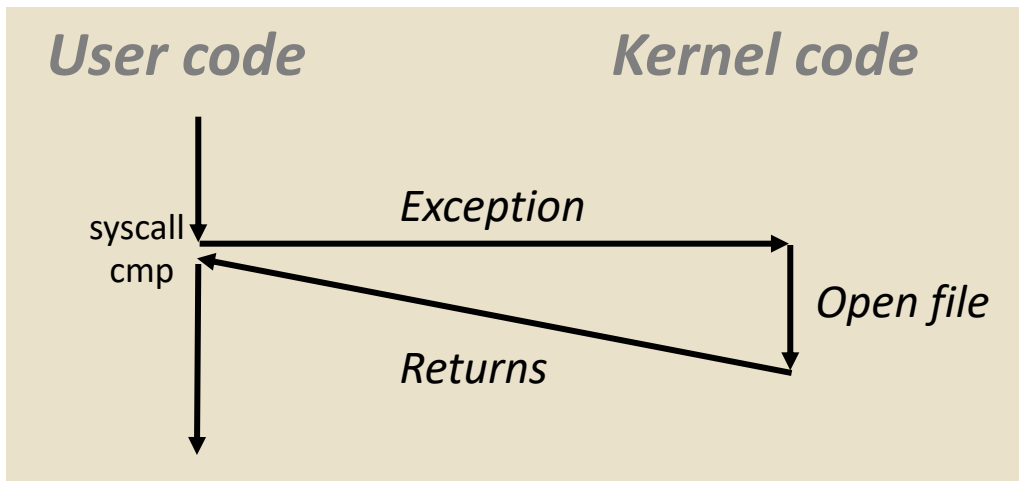 User code
Kernel code
Exception
syscall
cmp
Open file
Returns